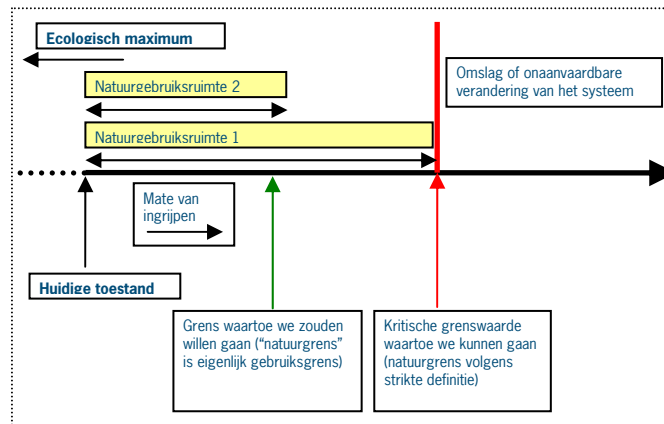 Ecologisch maximum
Natuurgebruiksruimte 2
Omslag of onaanvaardbare
verandering van het systeem
Natuurgebruiksruimte 1
Mate van
ingrijpen
Huidige toestand
Grens waartoe we zouden
willen gaan (“natuurgrens”
is eigenlijk gebruiksgrens)
Kritische grenswaarde
waartoe we kunnen gaan
(natuurgrens volgens
strikte definitie)